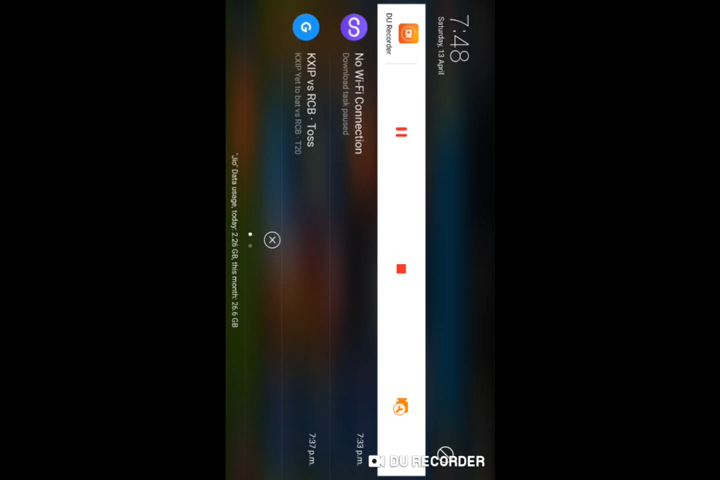 7:48
Saturday, 13 April
DU Recorder
No Wi-Fi Connection
7:33 p.m.
Download task paused
KXIP vs RCB · Toss
7:37 p.m.
KXIP Yet to bat vs RCB · T20
"Jio" Data usage, today: 2.26 GB, this month: 26.6 GB
DU RECORDER